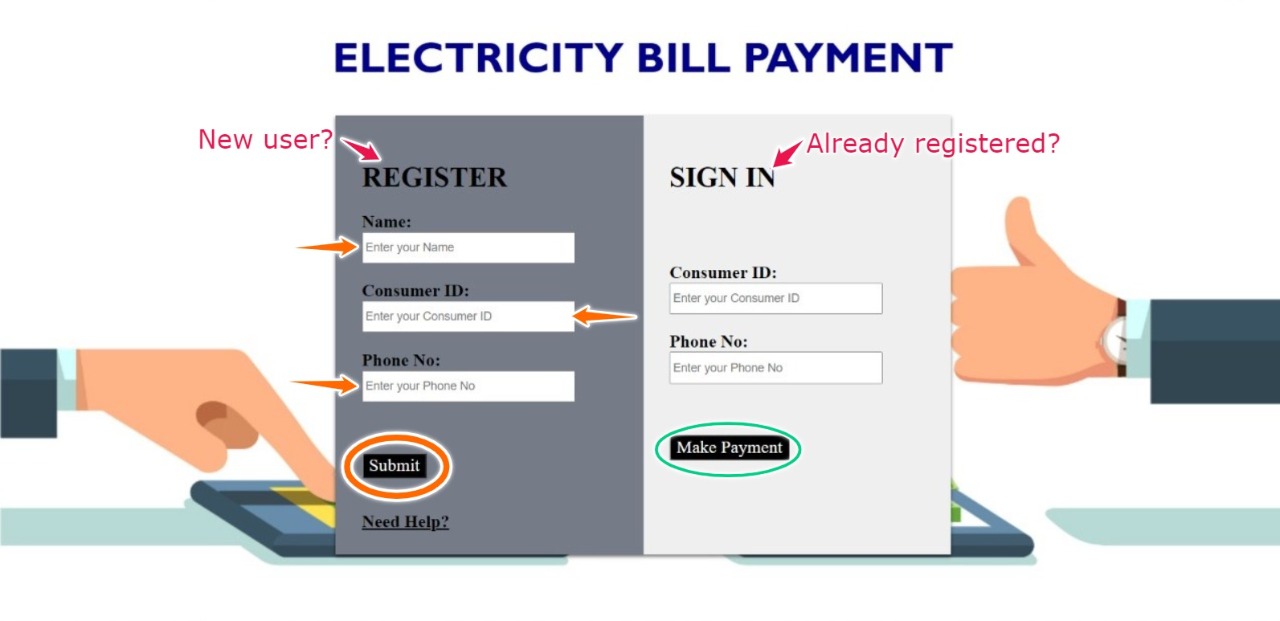 ELECTRICITY BILL PAYMENT
New user?
REGISTER
Name:
Enter your Name
Consumer ID:
Enter your Consumer ID
Phone No:
Enter your Phone No
Submit
Need Help?
Already registered?
SIGN IN
Consumer ID:
Enter your Consumer ID
Phone No:
Enter your Phone No
Make Payment